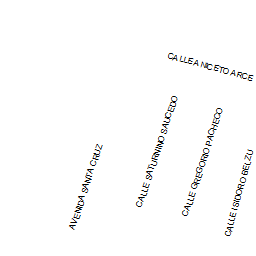 CALLE ANICETO ARCE
CALLE SATURNINO SAUCEDO
CALLE GREGORIO PACHECO
AVENIDA SANTA CRUZ
CALLE ISIDORO BELZU